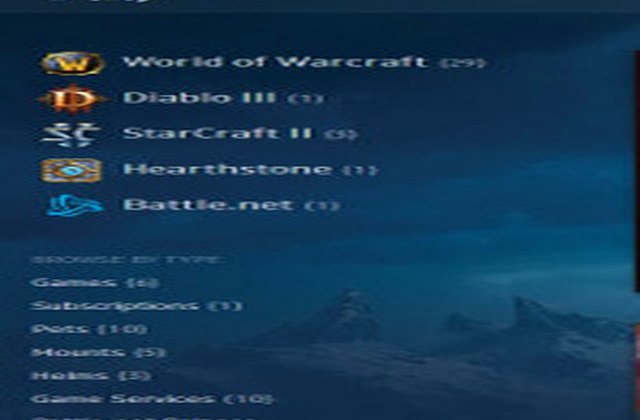 World of Warcraft (29)
Diablo III (1)
StarCraft II
Hearthstone (1)
Battle.net (1)
BROWSE BY TYPE
Games (6)
Subscriptions (1)
Pets (10)
Mounts (5)
Helms (3)
Game Services (10)